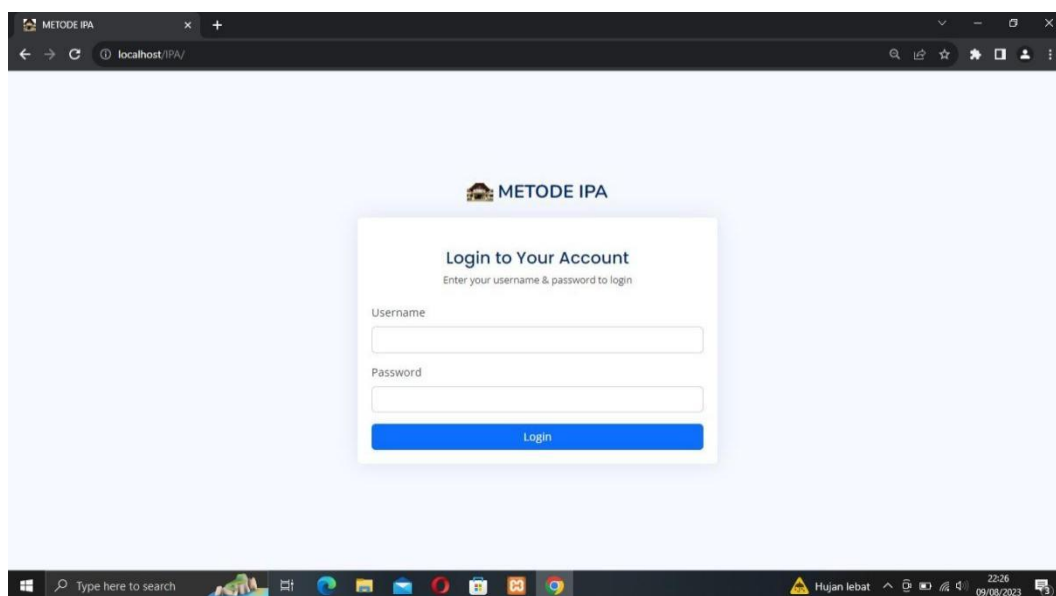 METODE IPA
localhost/IPA/
METODE IPA
Login to Your Account
Enter your username & password to login
Username
Password
Login
Type here to search
Hujan lebat
22:26
09/08/2023
3